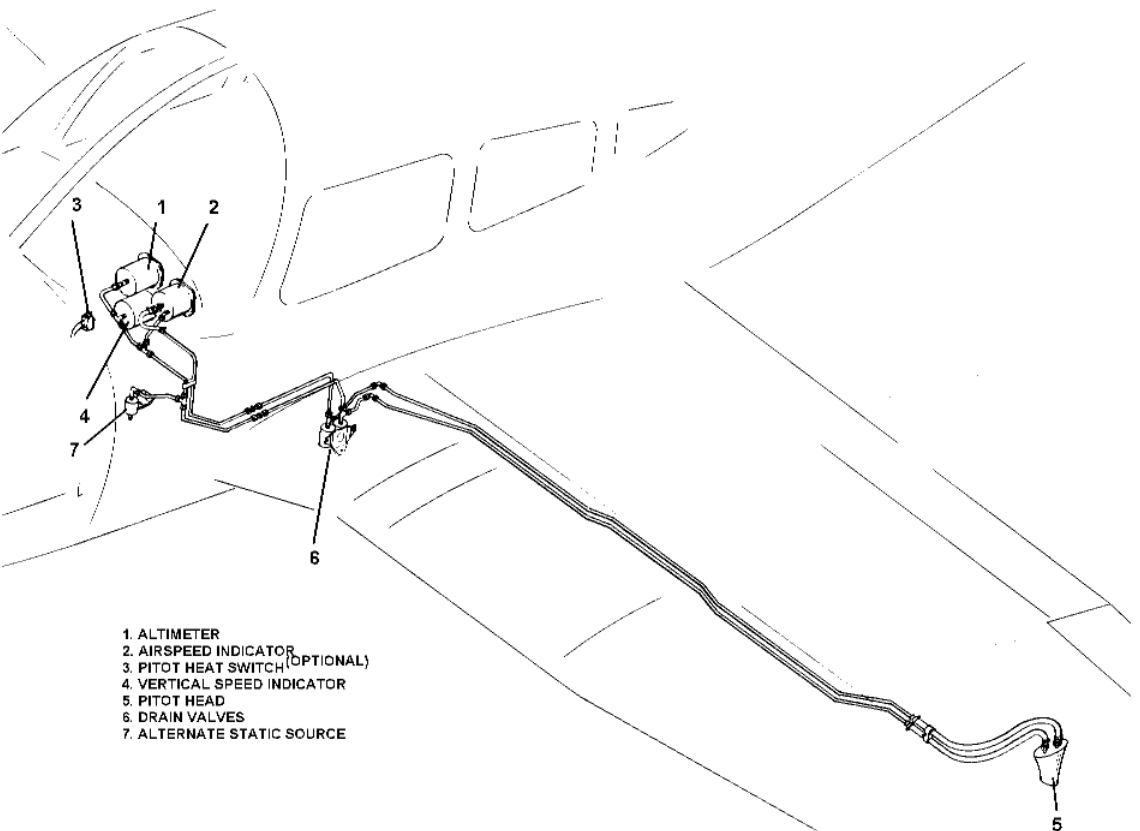 3
1
2
4
7
6
1. ALTIMETER
2. AIRSPEED INDICATOR
3. PITOT HEAT SWITCH (OPTIONAL)
4. VERTICAL SPEED INDICATOR
5. PITOT HEAD
6. DRAIN VALVES
7. ALTERNATE STATIC SOURCE
5